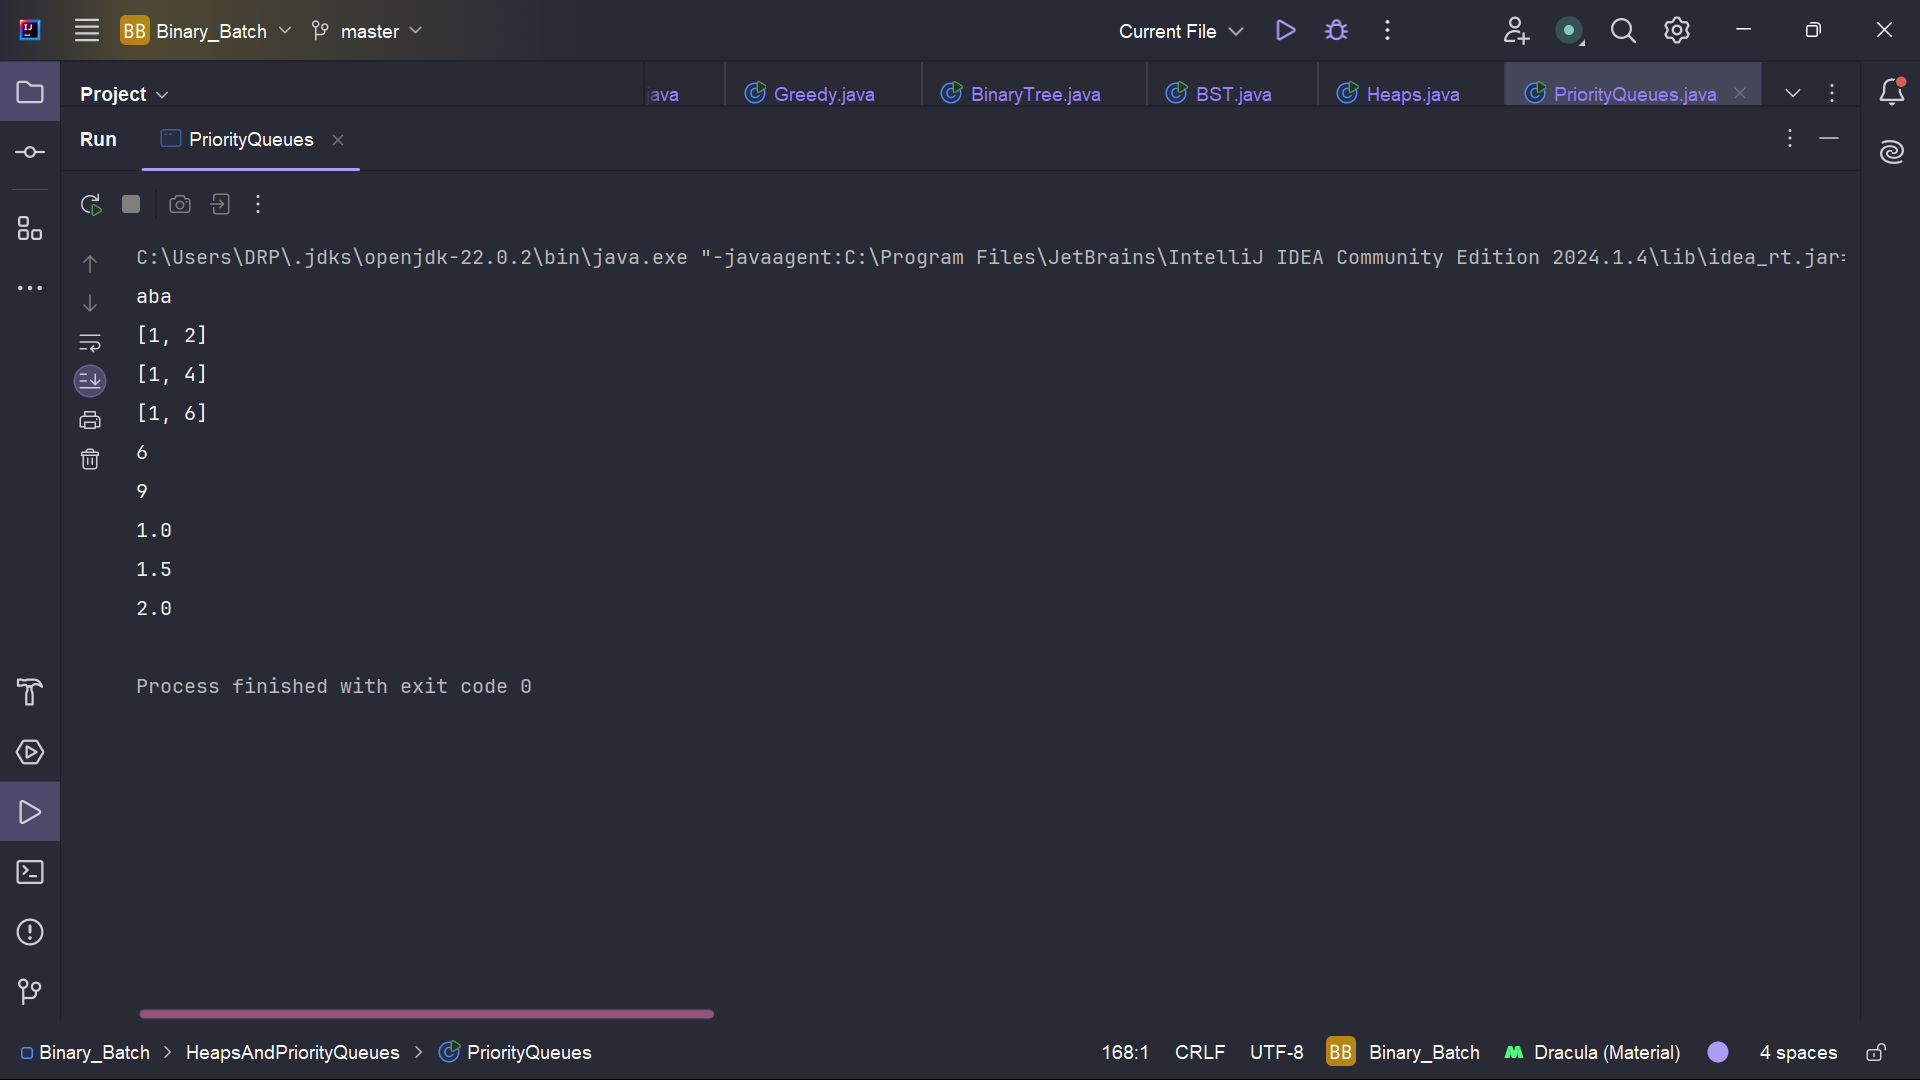 BB Binary_Batch master Current File
Project ava Greedy.java BinaryTree.java BST.java Heaps.java PriorityQueues.java
Run PriorityQueues
C:\Users\DRP\.jdks\openjdk-22.0.2\bin\java.exe "-javaagent:C:\Program Files\JetBrains\IntelliJ IDEA Community Edition 2024.1.4\lib\idea_rt.jar=
aba
[1, 2]
[1, 4]
[1, 6]
6
9
1.0
1.5
2.0
Process finished with exit code 0
Binary_Batch > HeapsAndPriorityQueues > PriorityQueues 168:1 CRLF UTF-8 BB Binary_Batch Dracula (Material) 4 spaces